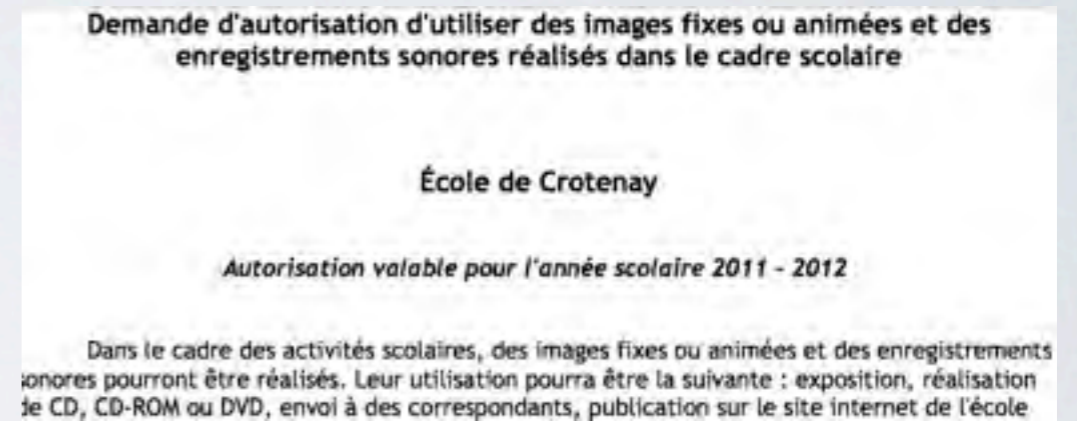 Demande d'autorisation d'utiliser des images fixes ou animées et des
enregistrements sonores réalisés dans le cadre scolaire
École de Crotenay
Autorisation valable pour l'année scolaire 2011 - 2012
Dans le cadre des activités scolaires, des images fixes ou animées et des enregistrements
sonores pourront être réalisés. Leur utilisation pourra être la suivante : exposition, réalisation
de CD, CD-ROM ou DVD, envoi à des correspondants, publication sur le site internet de l'école